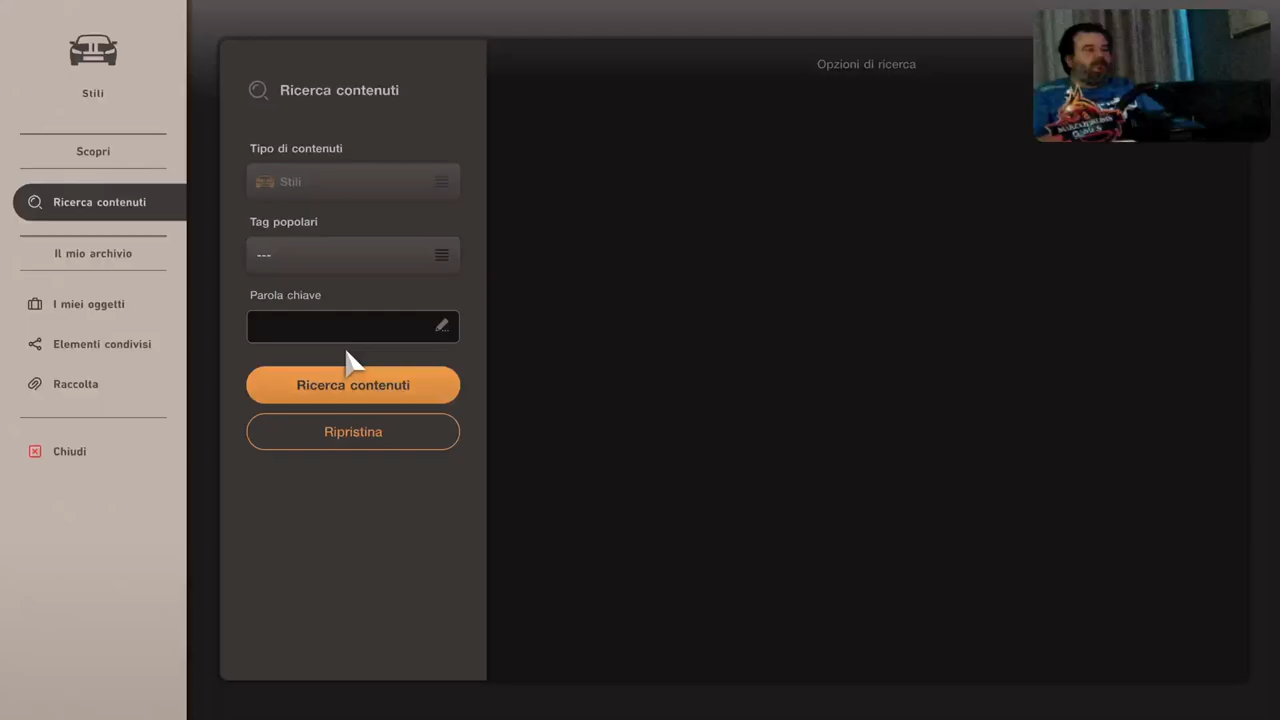 Stili
Scopri
Ricerca contenuti
Il mio archivio
I miei oggetti
Elementi condivisi
Raccolta
Chiudi
Ricerca contenuti
Tipo di contenuti
Stili
Tag popolari
---
Parola chiave
Ricerca contenuti
Ripristina
Opzioni di ricerca